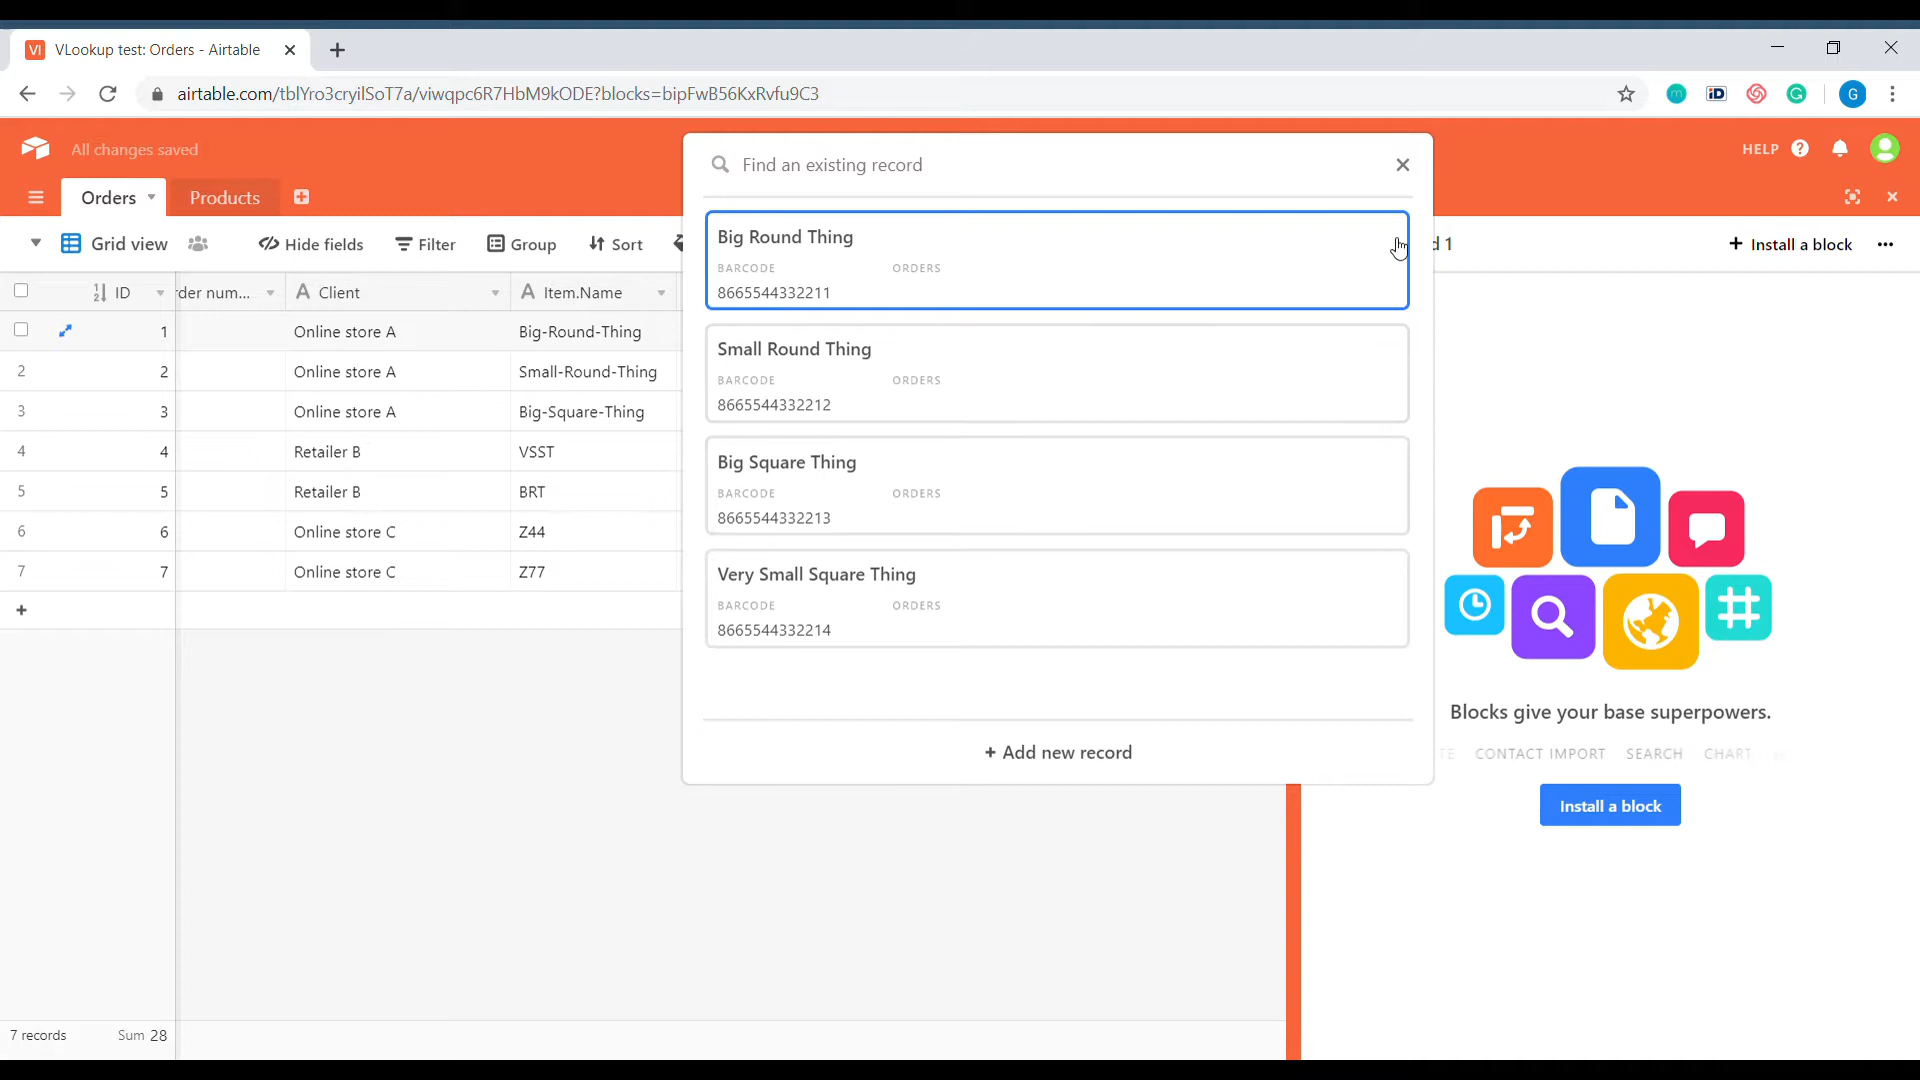 VI VLookup test: Orders - Airtable
airtable.com/tblYro3cryilSoT7a/viwqpc6R7HbM9kODE?blocks=bipFwB56KxRvfu9C3
m iD G G
All changes saved
HELP ?
Orders Products
Grid view Hide fields Filter Group Sort
d 1 Install a block
ID rder num... A Client A Item.Name
1 Online store A Big-Round-Thing
2 2 Online store A Small-Round-Thing
3 3 Online store A Big-Square-Thing
4 4 Retailer B VSST
5 5 Retailer B BRT
6 6 Online store C Z44
7 7 Online store C Z77
+
7 records Sum 28
Find an existing record
Big Round Thing
BARCODE ORDERS
8665544332211
Small Round Thing
BARCODE ORDERS
8665544332212
Big Square Thing
BARCODE ORDERS
8665544332213
Very Small Square Thing
BARCODE ORDERS
8665544332214
+ Add new record
Blocks give your base superpowers.
TE CONTACT IMPORT SEARCH CHART
Install a block